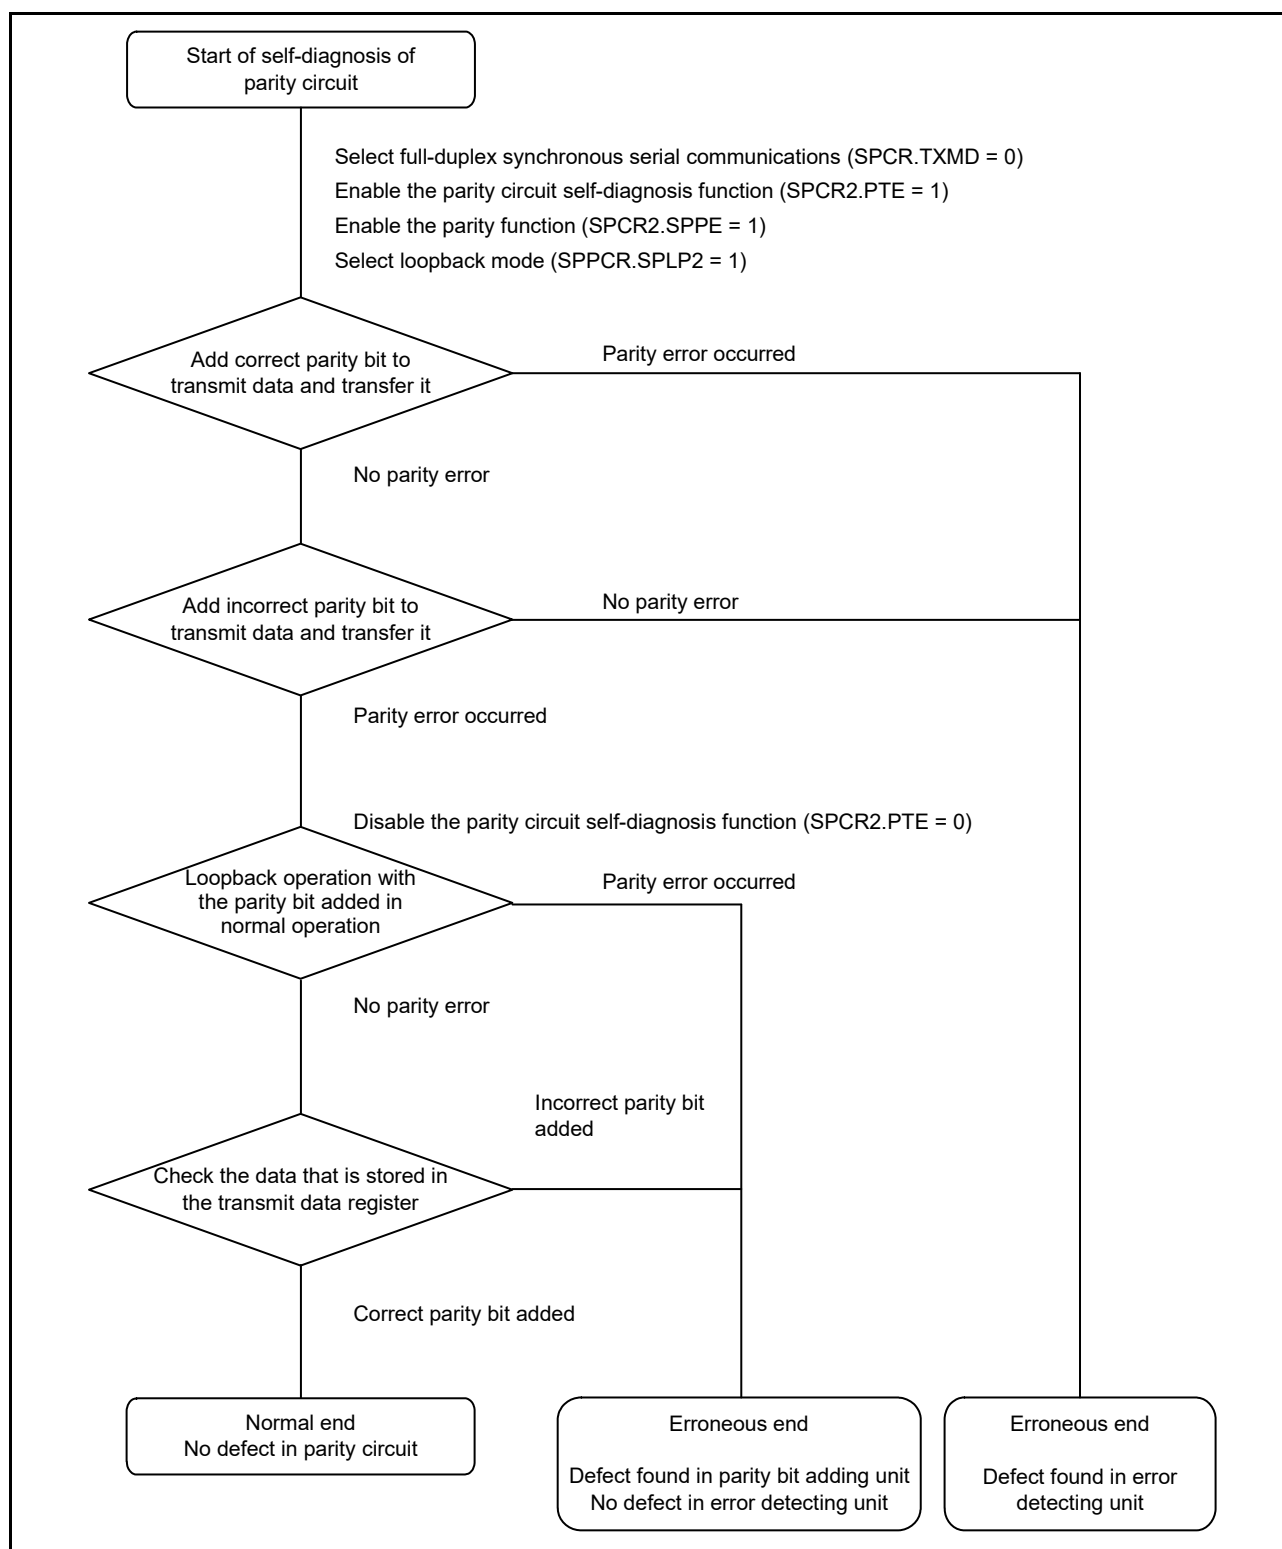 Start of self-diagnosis of
parity circuit
Select full-duplex synchronous serial communications (SPCR.TXMD = 0)
Enable the parity circuit self-diagnosis function (SPCR2.PTE = 1)
Enable the parity function (SPCR2.SPPE = 1)
Select loopback mode (SPPCR.SPLP2 = 1)
Add correct parity bit to
transmit data and transfer it
Parity error occurred
No parity error
Add incorrect parity bit to
transmit data and transfer it
No parity error
Parity error occurred
Disable the parity circuit self-diagnosis function (SPCR2.PTE = 0)
Loopback operation with
the parity bit added in
normal operation
Parity error occurred
No parity error
Incorrect parity bit
added
Check the data that is stored in
the transmit data register
Correct parity bit added
Normal end
No defect in parity circuit
Erroneous end
Defect found in parity bit adding unit
No defect in error detecting unit
Erroneous end
Defect found in error
detecting unit